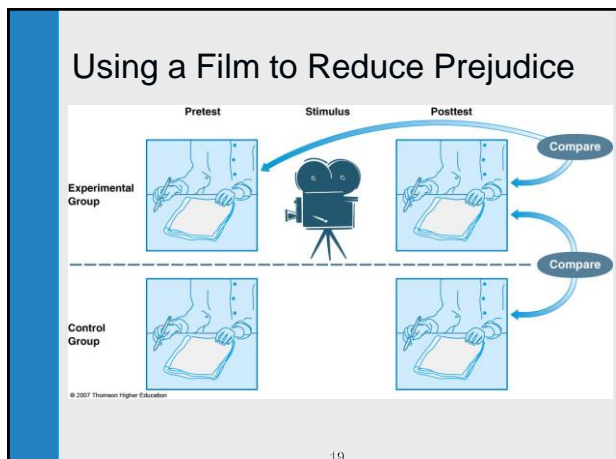 Using a Film to Reduce Prejudice
Pretest
Stimulus
Posttest
Compare
Experimental
Group
Compare
Control
Group
© 2007 Thomson Higher Education
19